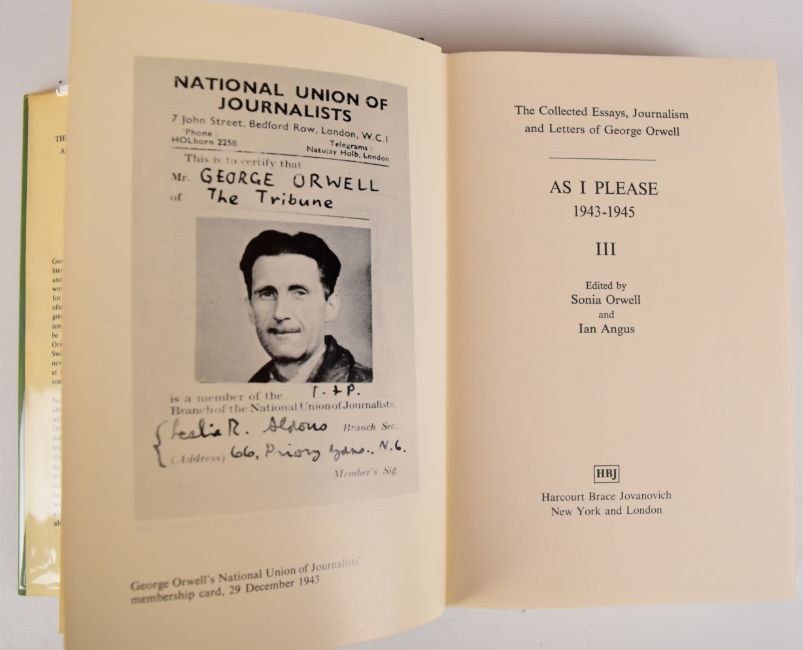 NATIONAL UNION OF
JOURNALISTS
7 John Street, Bedford Row, London, W.C.1
'Phone :
HOLborn 2258
Telegrams :
Natujay Holb, London
This is to certify that
Mr. GEORGE ORWELL
of The Tribune
is a member of the T. & P.
Branch of the National Union of Journalists.
Leslie R. Aldous Branch Sec.
(Address) 66, Priory Gdns., N.6.
Member's Sig.
George Orwell's National Union of Journalists'
membership card, 29 December 1943
The Collected Essays, Journalism
and Letters of George Orwell
AS I PLEASE
1943-1945
III
Edited by
Sonia Orwell
and
Ian Angus
HBJ
Harcourt Brace Jovanovich
New York and London